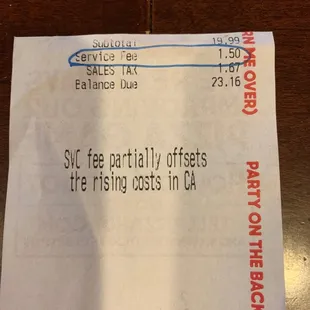 Subtotal 19.99
Service Fee 1.50
SALES TAX 1.67
Balance Due 23.16
SVC fee partially offsets
the rising costs in CA
RN ME OVER)
PARTY ON THE BACK